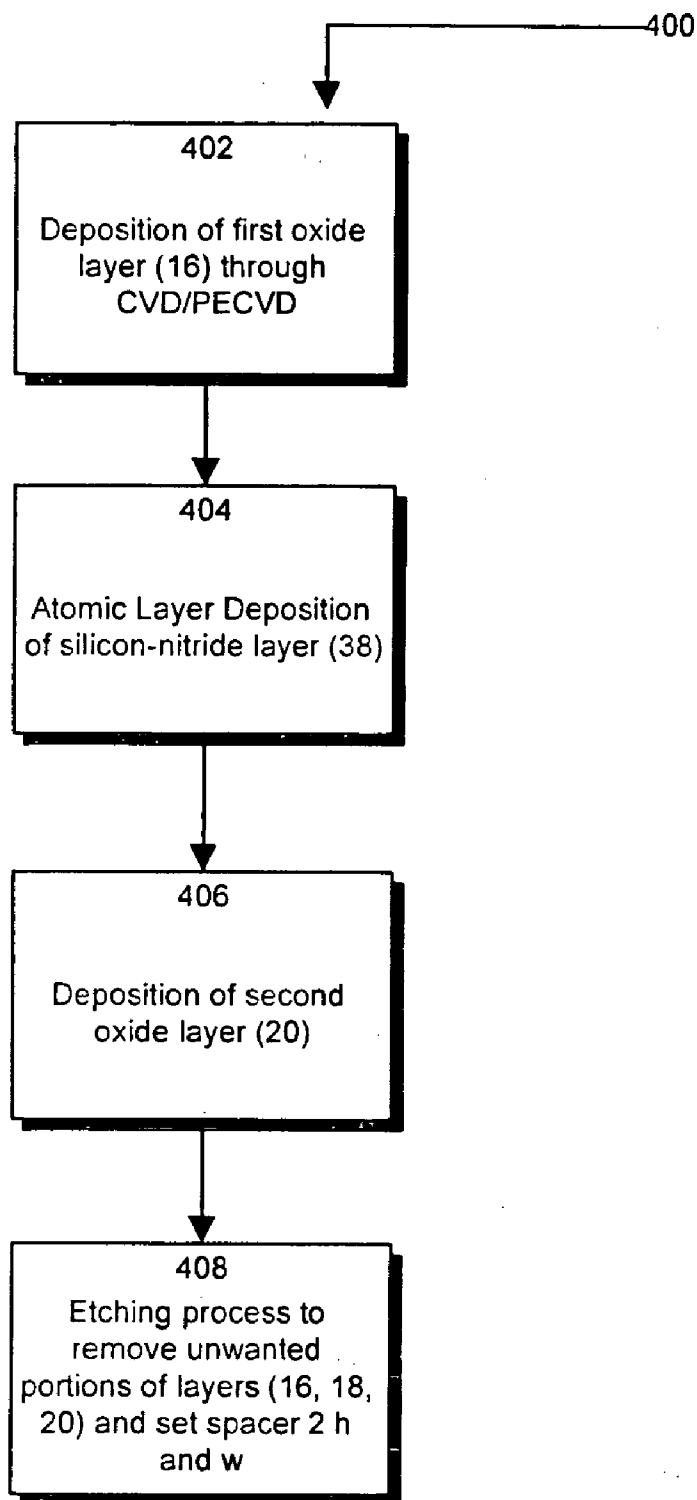 400
402
Deposition of first oxide
layer (16) through
CVD/PECVD
404
Atomic Layer Deposition
of silicon-nitride layer (38)
406
Deposition of second
oxide layer (20)
408
Etching process to
remove unwanted
portions of layers (16, 18,
20) and set spacer 2 h
and w